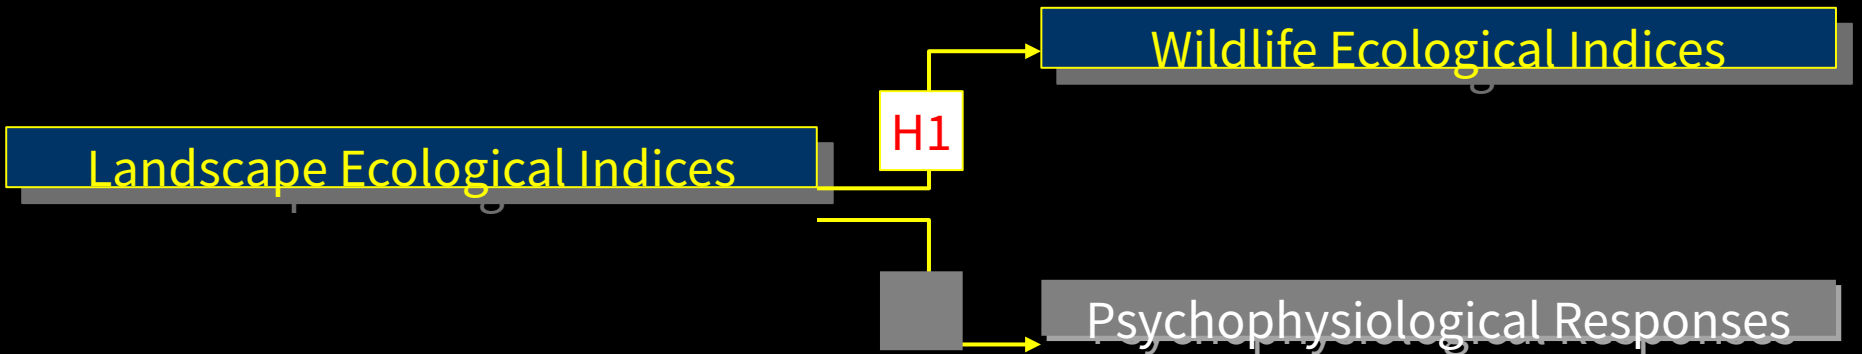 Wildlife Ecological Indices
H1
Landscape Ecological Indices
Psychophysiological Responses